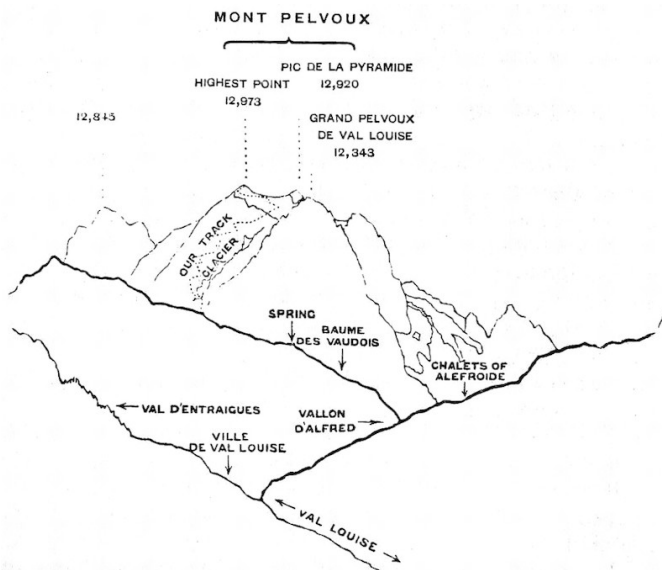 MONT PELVOUX
PIC DE LA PYRAMIDE
12,920
HIGHEST POINT
12,973
12,845
GRAND PELVOUX
DE VAL LOUISE
12,343
OUR TRACK
GLACIER
SPRING
BAUME
DES VAUDOIS
CHALETS OF
ALEFROIDE
VAL D'ENTRAIGUES
VALLON
D'ALFRED
VILLE
DE VAL LOUISE
VAL LOUISE